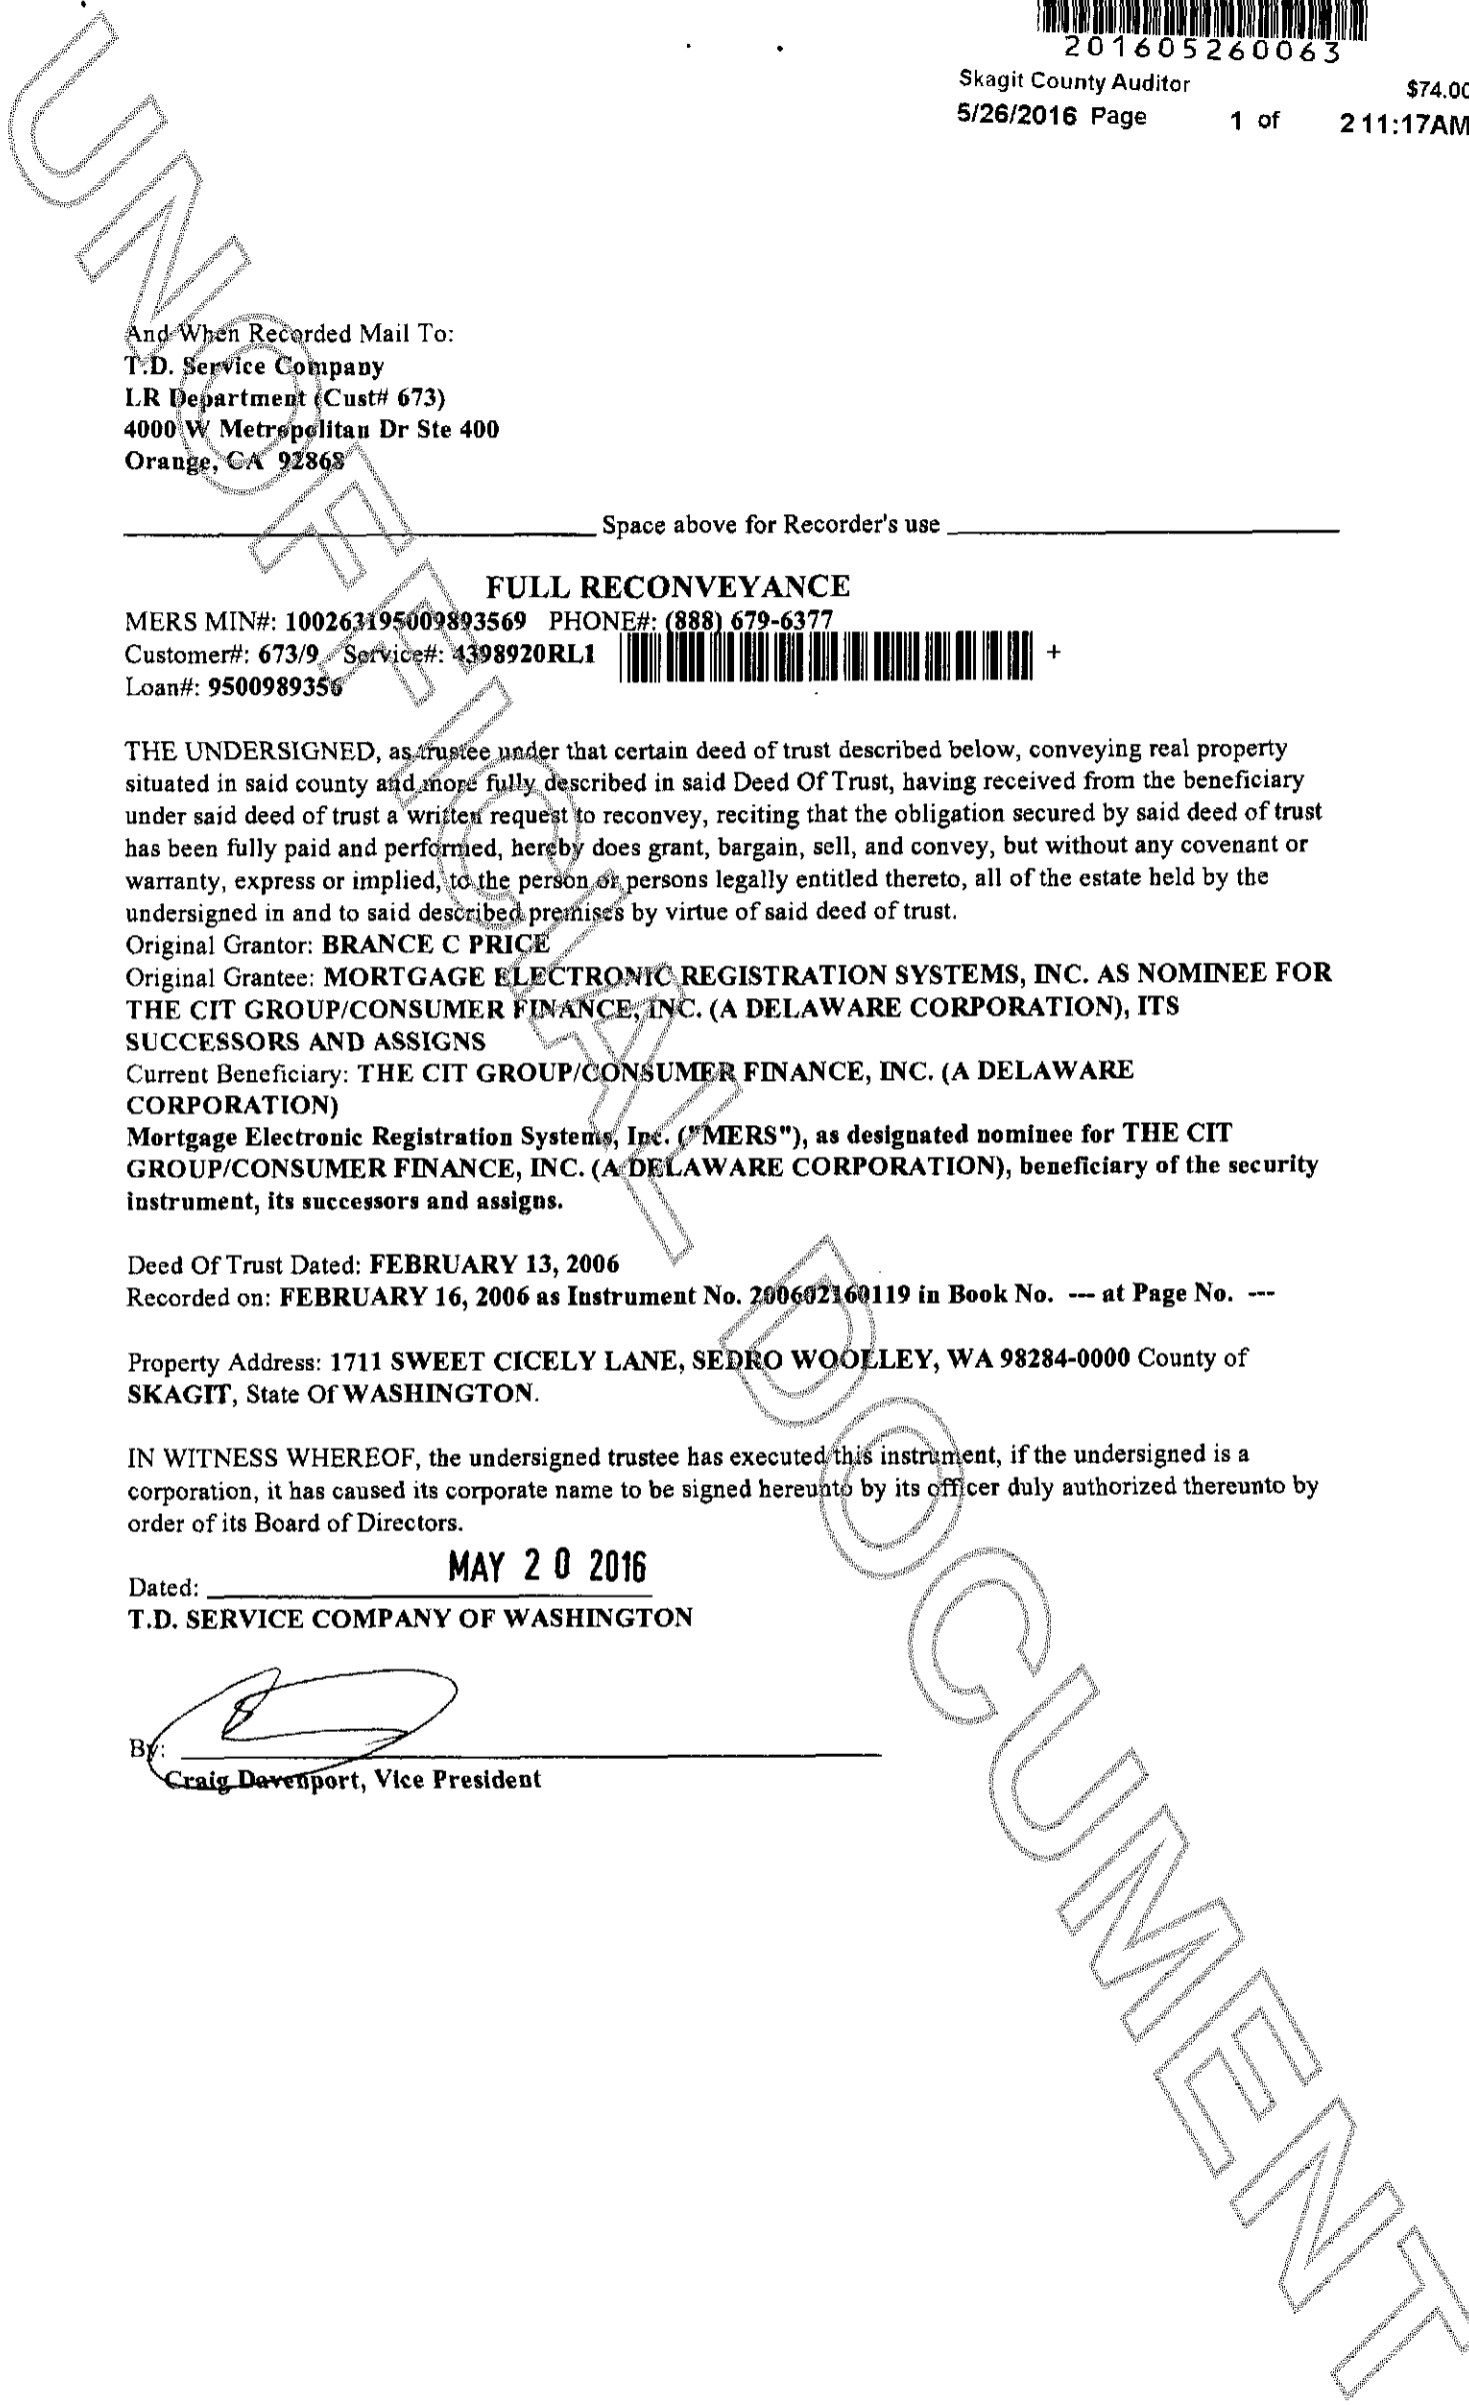 201605260063
Skagit County Auditor $74.00
5/26/2016 Page 1 of 2 11:17AM
And When Recorded Mail To:
T.D. Service Company
LR Department (Cust# 673)
4000 W Metropolitan Dr Ste 400
Orange, CA 92868
Space above for Recorder's use
FULL RECONVEYANCE
MERS MIN#: 100263195009893569 PHONE#: (888) 679-6377
Customer#: 673/9 Service#: 4398920RL1 +
Loan#: 9500989356
THE UNDERSIGNED, as trustee under that certain deed of trust described below, conveying real property
situated in said county and more fully described in said Deed Of Trust, having received from the beneficiary
under said deed of trust a written request to reconvey, reciting that the obligation secured by said deed of trust
has been fully paid and performed, hereby does grant, bargain, sell, and convey, but without any covenant or
warranty, express or implied, to the person or persons legally entitled thereto, all of the estate held by the
undersigned in and to said described premises by virtue of said deed of trust.
Original Grantor: BRANCE C PRICE
Original Grantee: MORTGAGE ELECTRONIC REGISTRATION SYSTEMS, INC. AS NOMINEE FOR
THE CIT GROUP/CONSUMER FINANCE, INC. (A DELAWARE CORPORATION), ITS
SUCCESSORS AND ASSIGNS
Current Beneficiary: THE CIT GROUP/CONSUMER FINANCE, INC. (A DELAWARE
CORPORATION)
Mortgage Electronic Registration Systems, Inc. ("MERS"), as designated nominee for THE CIT
GROUP/CONSUMER FINANCE, INC. (A DELAWARE CORPORATION), beneficiary of the security
instrument, its successors and assigns.
Deed Of Trust Dated: FEBRUARY 13, 2006
Recorded on: FEBRUARY 16, 2006 as Instrument No. 200602160119 in Book No. --- at Page No. ---
Property Address: 1711 SWEET CICELY LANE, SEDRO WOOLLEY, WA 98284-0000 County of
SKAGIT, State Of WASHINGTON.
IN WITNESS WHEREOF, the undersigned trustee has executed this instrument, if the undersigned is a
corporation, it has caused its corporate name to be signed hereunto by its officer duly authorized thereunto by
order of its Board of Directors.
Dated: MAY 20 2016
T.D. SERVICE COMPANY OF WASHINGTON
By:
Craig Davenport, Vice President
UNOFFICIAL DOCUMENT